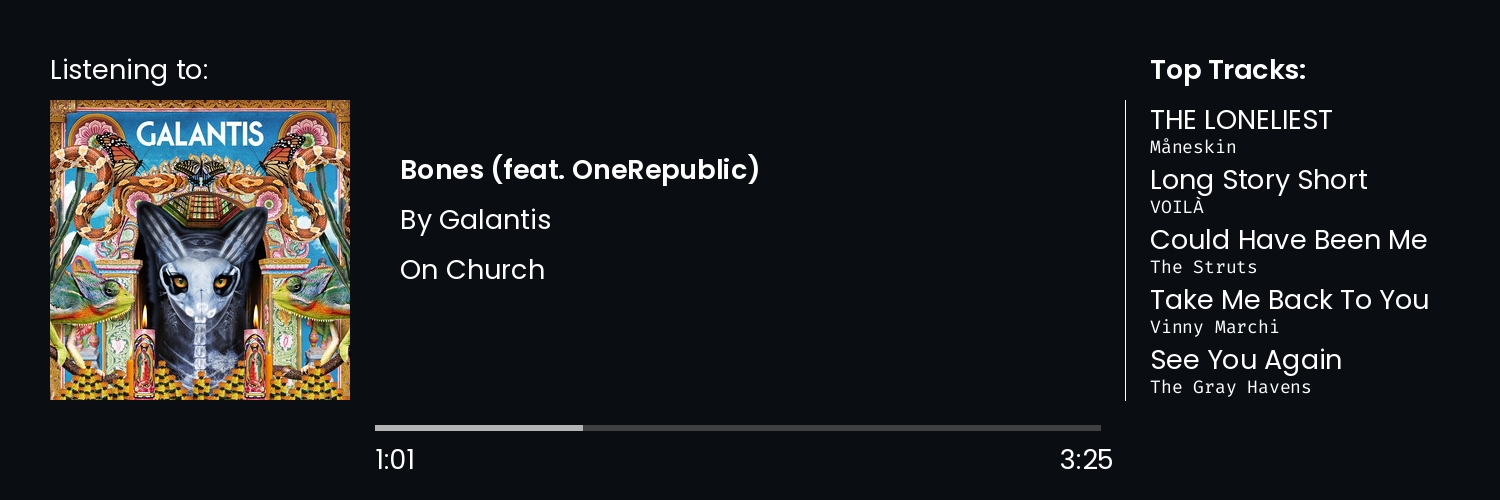 Listening to:
GALANTIS
Bones (feat. OneRepublic)
By Galantis
On Church
1:01
3:25
Top Tracks:
THE LONELIEST
Måneskin
Long Story Short
VOILÀ
Could Have Been Me
The Struts
Take Me Back To You
Vinny Marchi
See You Again
The Gray Havens